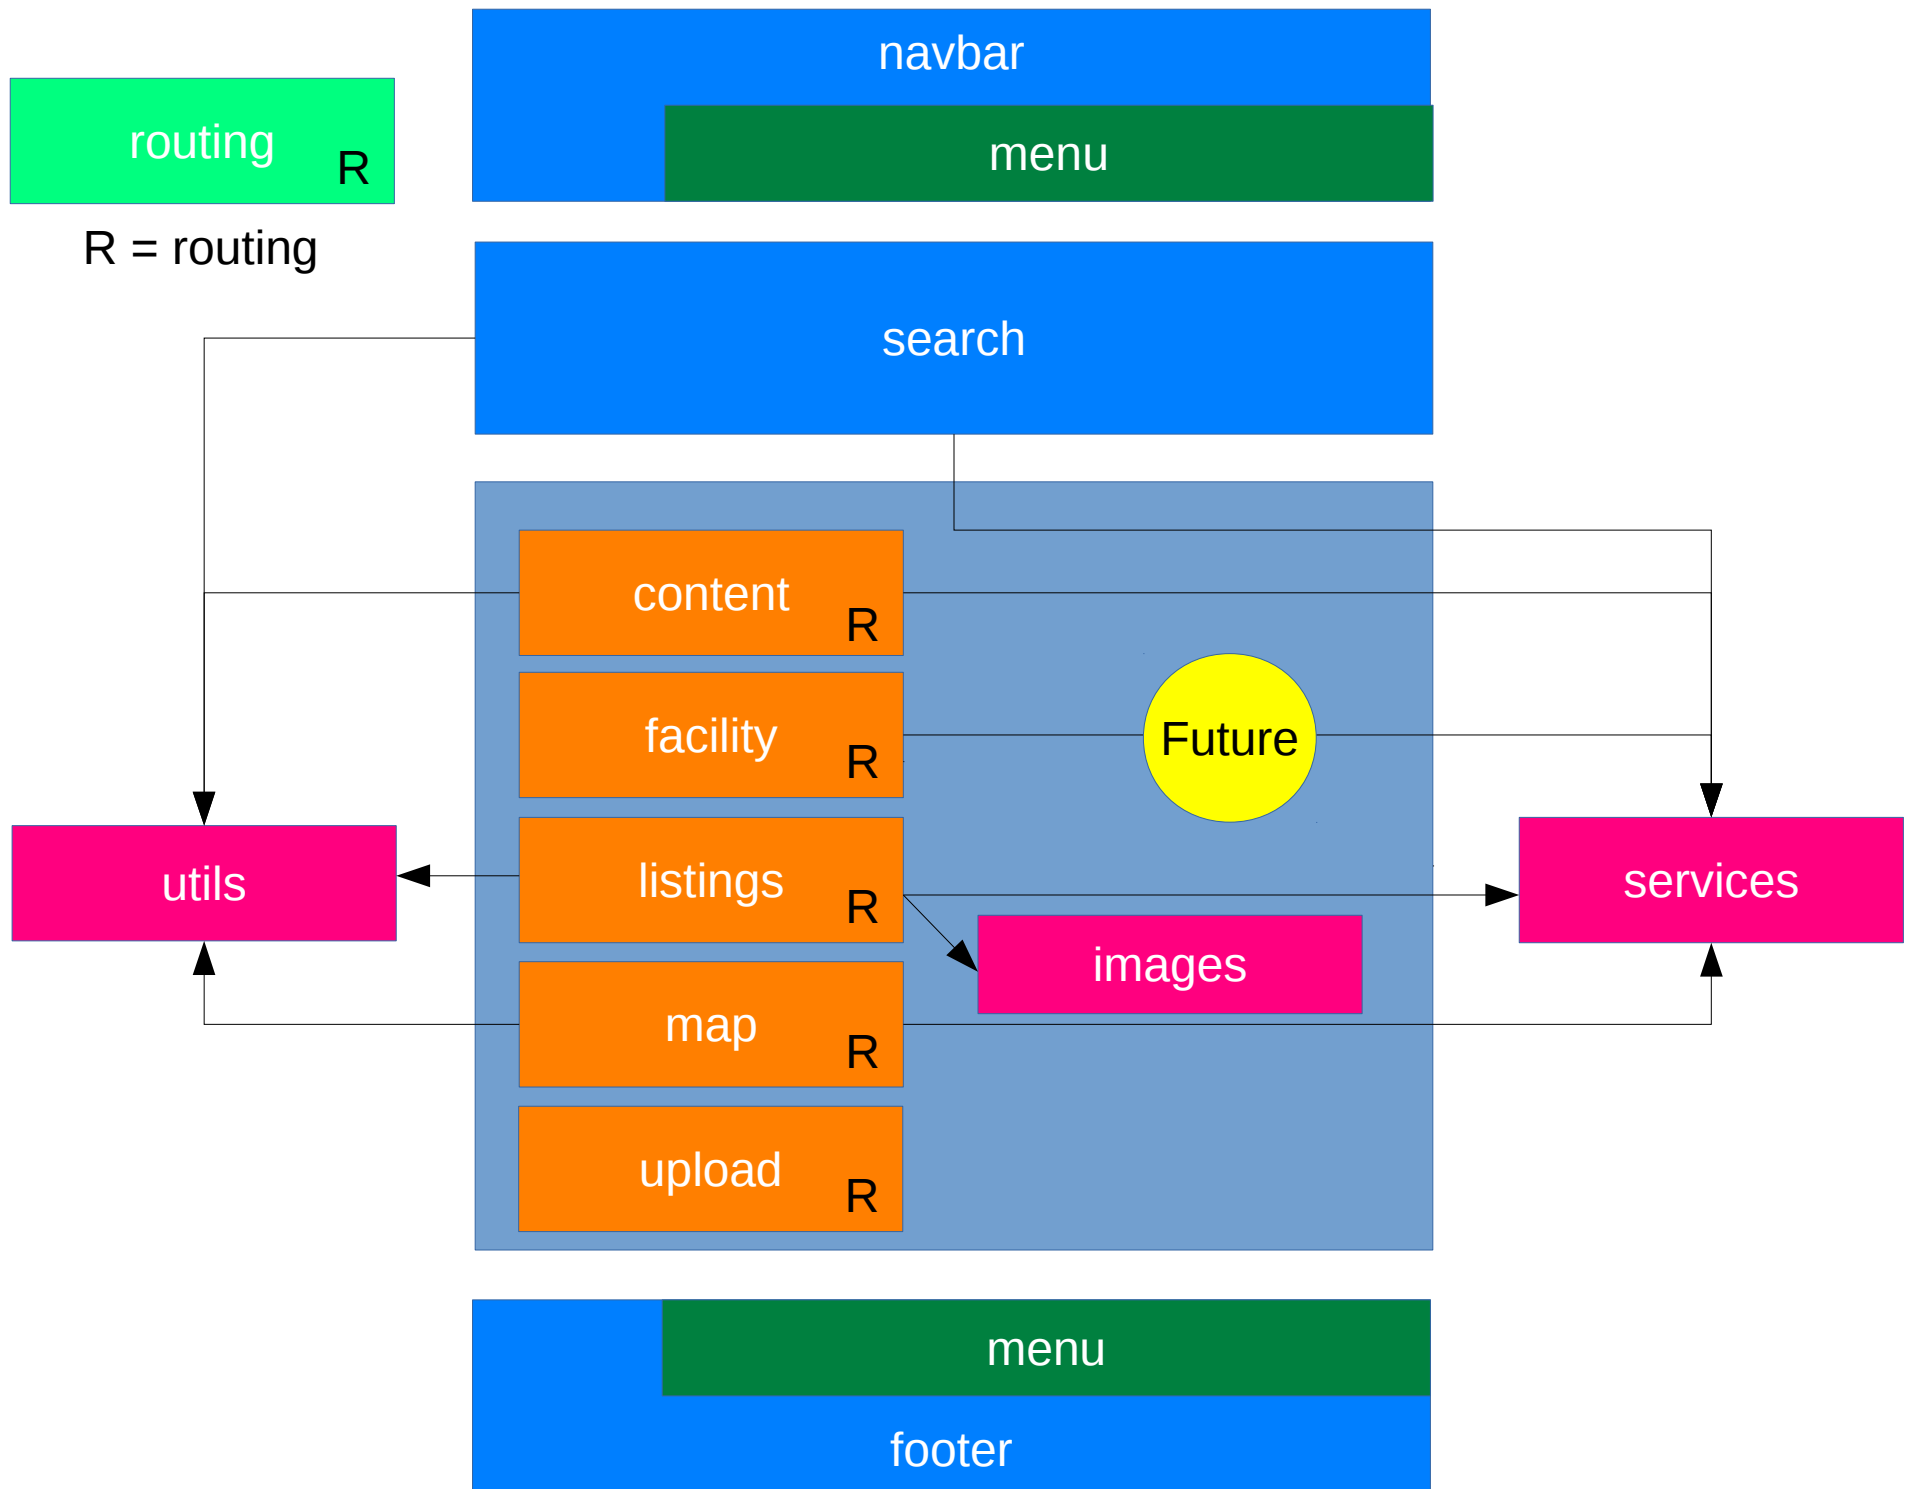 navbar
menu
routing
R
R = routing
search
content
R
facility
R
Future
listings
R
utils
services
images
map
R
upload
R
menu
footer